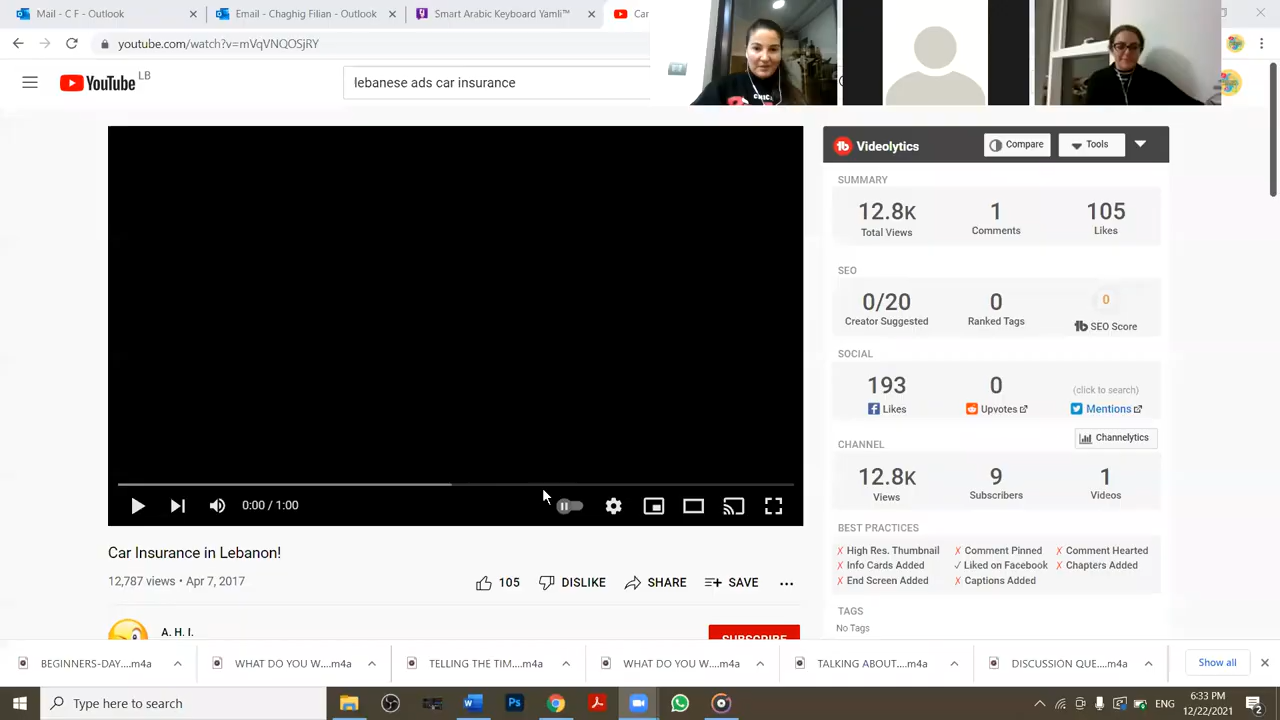 Mail -
Email - Chaghig Filian - Outlook
Smart Arabic Keyboard Yamli™
Car
youtube.com/watch?v=mVqVNQOSjRY
YouTube LB
lebanese ads car insurance
Videolytics
Compare
Tools
SUMMARY
12.8K 1 105
Total Views Comments Likes
SEO
0/20 0 0
Creator Suggested Ranked Tags tb SEO Score
SOCIAL
193 0 (click to search)
Likes Upvotes Mentions
CHANNEL Channelytics
12.8K 9 1
Views Subscribers Videos
BEST PRACTICES
✗ High Res. Thumbnail ✗ Comment Pinned ✗ Comment Hearted
✗ Info Cards Added ✓ Liked on Facebook ✗ Chapters Added
✗ End Screen Added ✗ Captions Added
TAGS
No Tags
0:00 / 1:00
Car Insurance in Lebanon!
12,787 views • Apr 7, 2017
105 DISLIKE SHARE SAVE
A. H. I.
SUBSCRIBE
BEGINNERS-DAY....m4a
WHAT DO YOU W....m4a
TELLING THE TIM....m4a
WHAT DO YOU W....m4a
TALKING ABOUT....m4a
DISCUSSION QUE....m4a
Show all
Type here to search
ENG
6:33 PM
12/22/2021
2